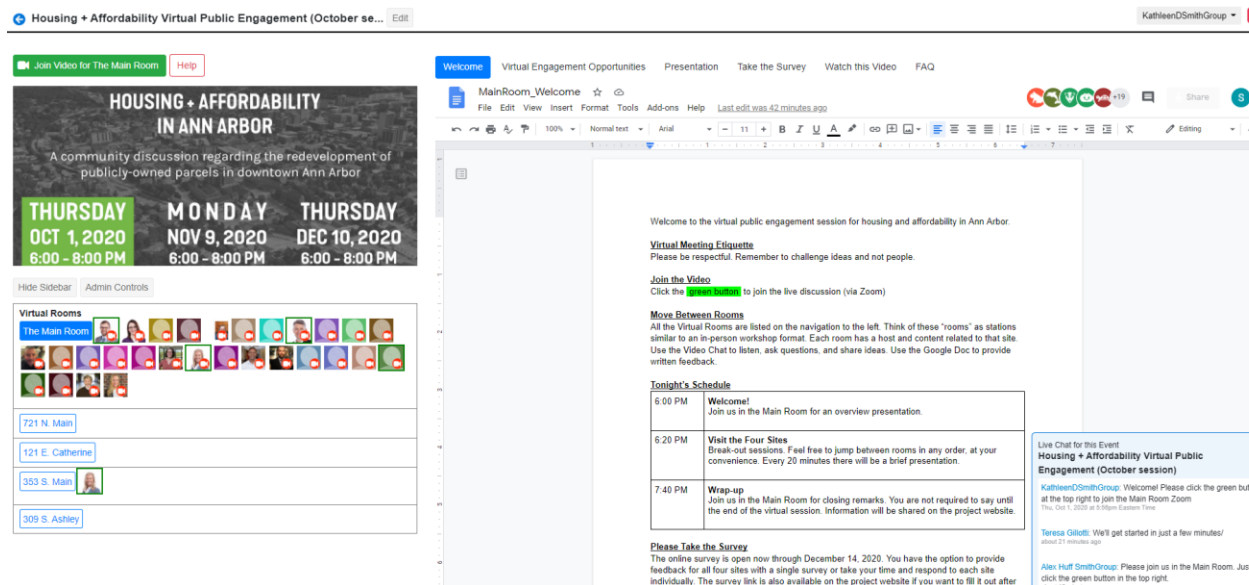 Housing + Affordability Virtual Public Engagement (October se... Edit
KathleenDSmithGroup
Join Video for The Main Room Help
HOUSING + AFFORDABILITY
IN ANN ARBOR
A community discussion regarding the redevelopment of
publicly-owned parcels in downtown Ann Arbor
THURSDAY MONDAY THURSDAY
OCT 1, 2020 NOV 9, 2020 DEC 10, 2020
6:00 - 8:00 PM 6:00 - 8:00 PM 6:00 - 8:00 PM
Hide Sidebar Admin Controls
Virtual Rooms
The Main Room
721 N. Main
121 E. Catherine
353 S. Main
309 S. Ashley
Welcome Virtual Engagement Opportunities Presentation Take the Survey Watch this Video FAQ
MainRoom_Welcome
File Edit View Insert Format Tools Add-ons Help Last edit was 42 minutes ago
+19 Share S
100% Normal text Arial - 11 + B I U A Editing
1 1 2 3 4 5 6 7
Welcome to the virtual public engagement session for housing and affordability in Ann Arbor.
Virtual Meeting Etiquette
Please be respectful. Remember to challenge ideas and not people.
Join the Video
Click the green button to join the live discussion (via Zoom)
Move Between Rooms
All the Virtual Rooms are listed on the navigation to the left. Think of these "rooms" as stations
similar to an in-person workshop format. Each room has a host and content related to that site.
Use the Video Chat to listen, ask questions, and share ideas. Use the Google Doc to provide
written feedback.
Tonight's Schedule
6:00 PM Welcome!
Join us in the Main Room for an overview presentation.
6:20 PM Visit the Four Sites
Break-out sessions. Feel free to jump between rooms in any order, at your
convenience. Every 20 minutes there will be a brief presentation.
7:40 PM Wrap-up
Join us in the Main Room for closing remarks. You are not required to say until
the end of the virtual session. Information will be shared on the project website.
Please Take the Survey
The online survey is open now through December 14, 2020. You have the option to provide
feedback for all four sites with a single survey or take your time and respond to each site
individually. The survey link is also available on the project website if you want to fill it out after
Live Chat for this Event
Housing + Affordability Virtual Public
Engagement (October session)
KathleenDSmithGroup: Welcome! Please click the green but
at the top right to join the Main Room Zoom
Thu, Oct 1, 2020 at 5:56pm Eastern Time
Teresa Gillotti: We'll get started in just a few minutes/
about 21 minutes ago
Alex Huff SmithGroup: Please join us in the Main Room. Jus
click the green button in the top right.